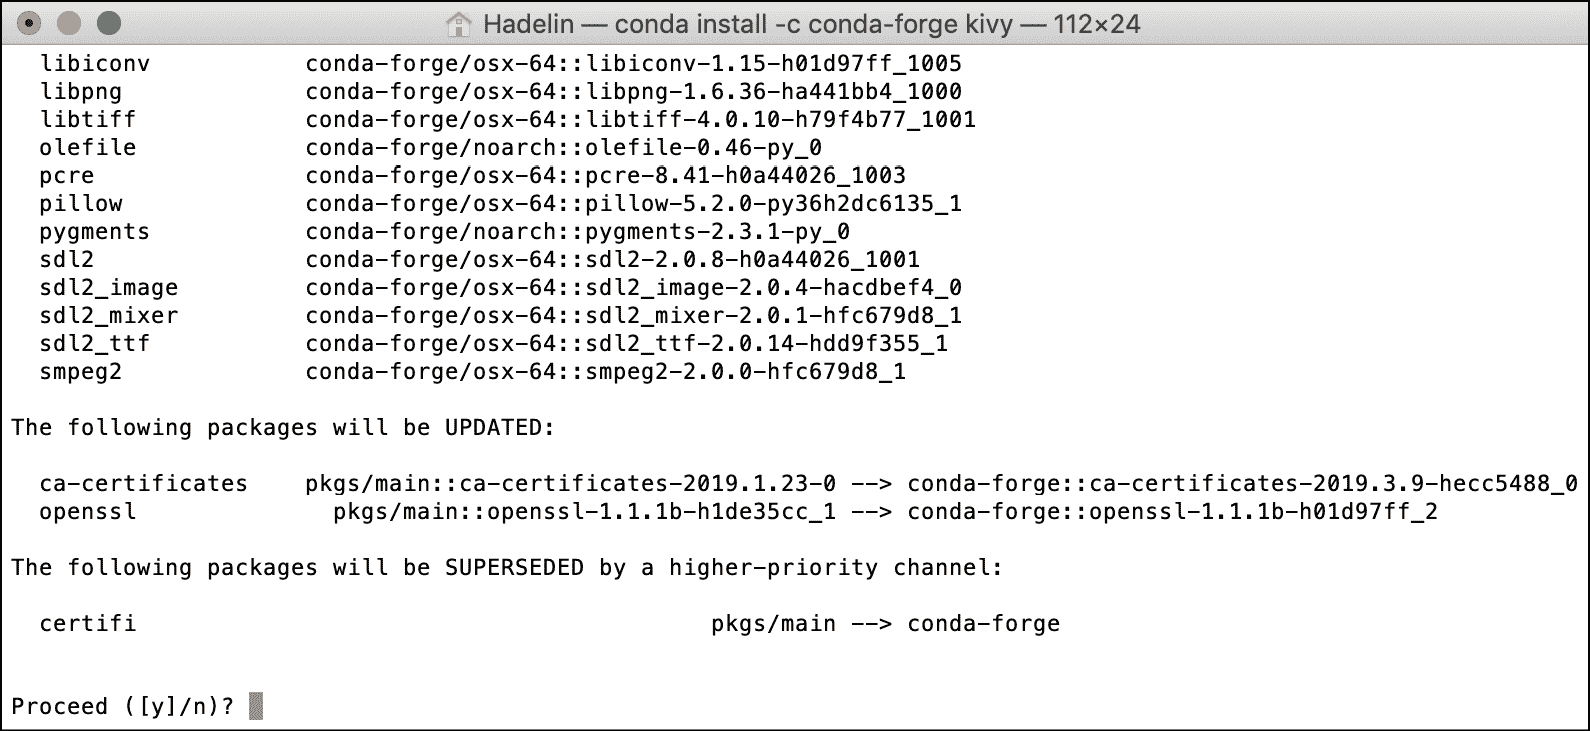 Hadelin — conda install -c conda-forge kivy — 112×24
libiconv conda-forge/osx-64::libiconv-1.15-h01d97ff_1005
libpng conda-forge/osx-64::libpng-1.6.36-ha441bb4_1000
libtiff conda-forge/osx-64::libtiff-4.0.10-h79f4b77_1001
olefile conda-forge/noarch::olefile-0.46-py_0
pcre conda-forge/osx-64::pcre-8.41-h0a44026_1003
pillow conda-forge/osx-64::pillow-5.2.0-py36h2dc6135_1
pygments conda-forge/noarch::pygments-2.3.1-py_0
sdl2 conda-forge/osx-64::sdl2-2.0.8-h0a44026_1001
sdl2_image conda-forge/osx-64::sdl2_image-2.0.4-hacdbef4_0
sdl2_mixer conda-forge/osx-64::sdl2_mixer-2.0.1-hfc679d8_1
sdl2_ttf conda-forge/osx-64::sdl2_ttf-2.0.14-hdd9f355_1
smpeg2 conda-forge/osx-64::smpeg2-2.0.0-hfc679d8_1
The following packages will be UPDATED:
ca-certificates pkgs/main::ca-certificates-2019.1.23-0 --> conda-forge::ca-certificates-2019.3.9-hecc5488_0
openssl pkgs/main::openssl-1.1.1b-h1de35cc_1 --> conda-forge::openssl-1.1.1b-h01d97ff_2
The following packages will be SUPERSEDED by a higher-priority channel:
certifi pkgs/main --> conda-forge
Proceed ([y]/n)?